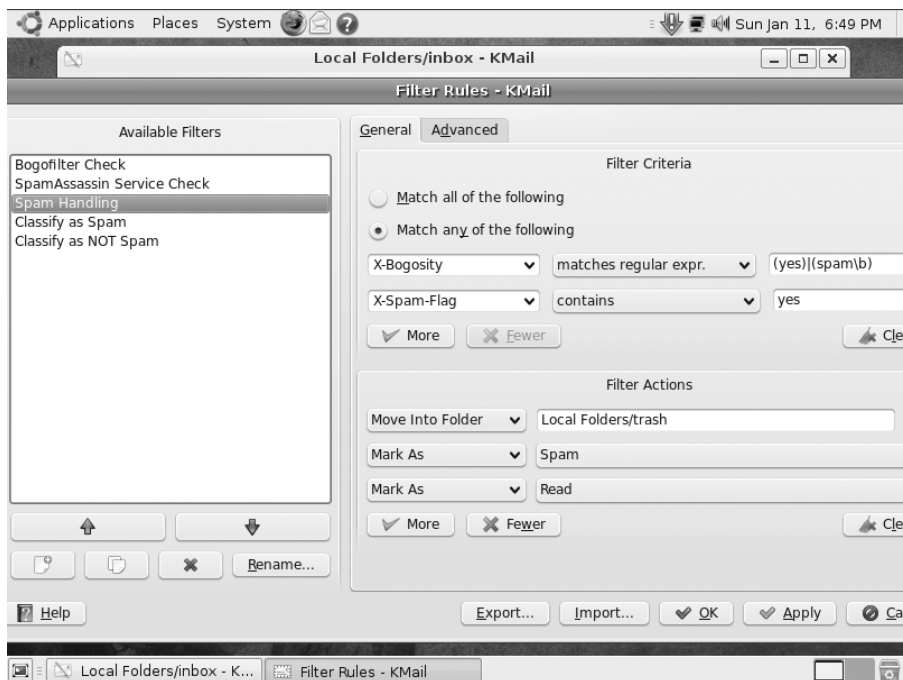 Applications Places System Sun Jan 11, 6:49 PM
Local Folders/inbox - KMail
Filter Rules - KMail
Available Filters
Bogofilter Check
SpamAssassin Service Check
Spam Handling
Classify as Spam
Classify as NOT Spam
Rename...
General Advanced
Filter Criteria
Match all of the following
Match any of the following
X-Bogosity matches regular expr. (yes)|(spam\b)
X-Spam-Flag contains yes
More Fewer Cle
Filter Actions
Move Into Folder Local Folders/trash
Mark As Spam
Mark As Read
More Fewer Cle
Help Export... Import... OK Apply Ca
Local Folders/inbox - K... Filter Rules - KMail